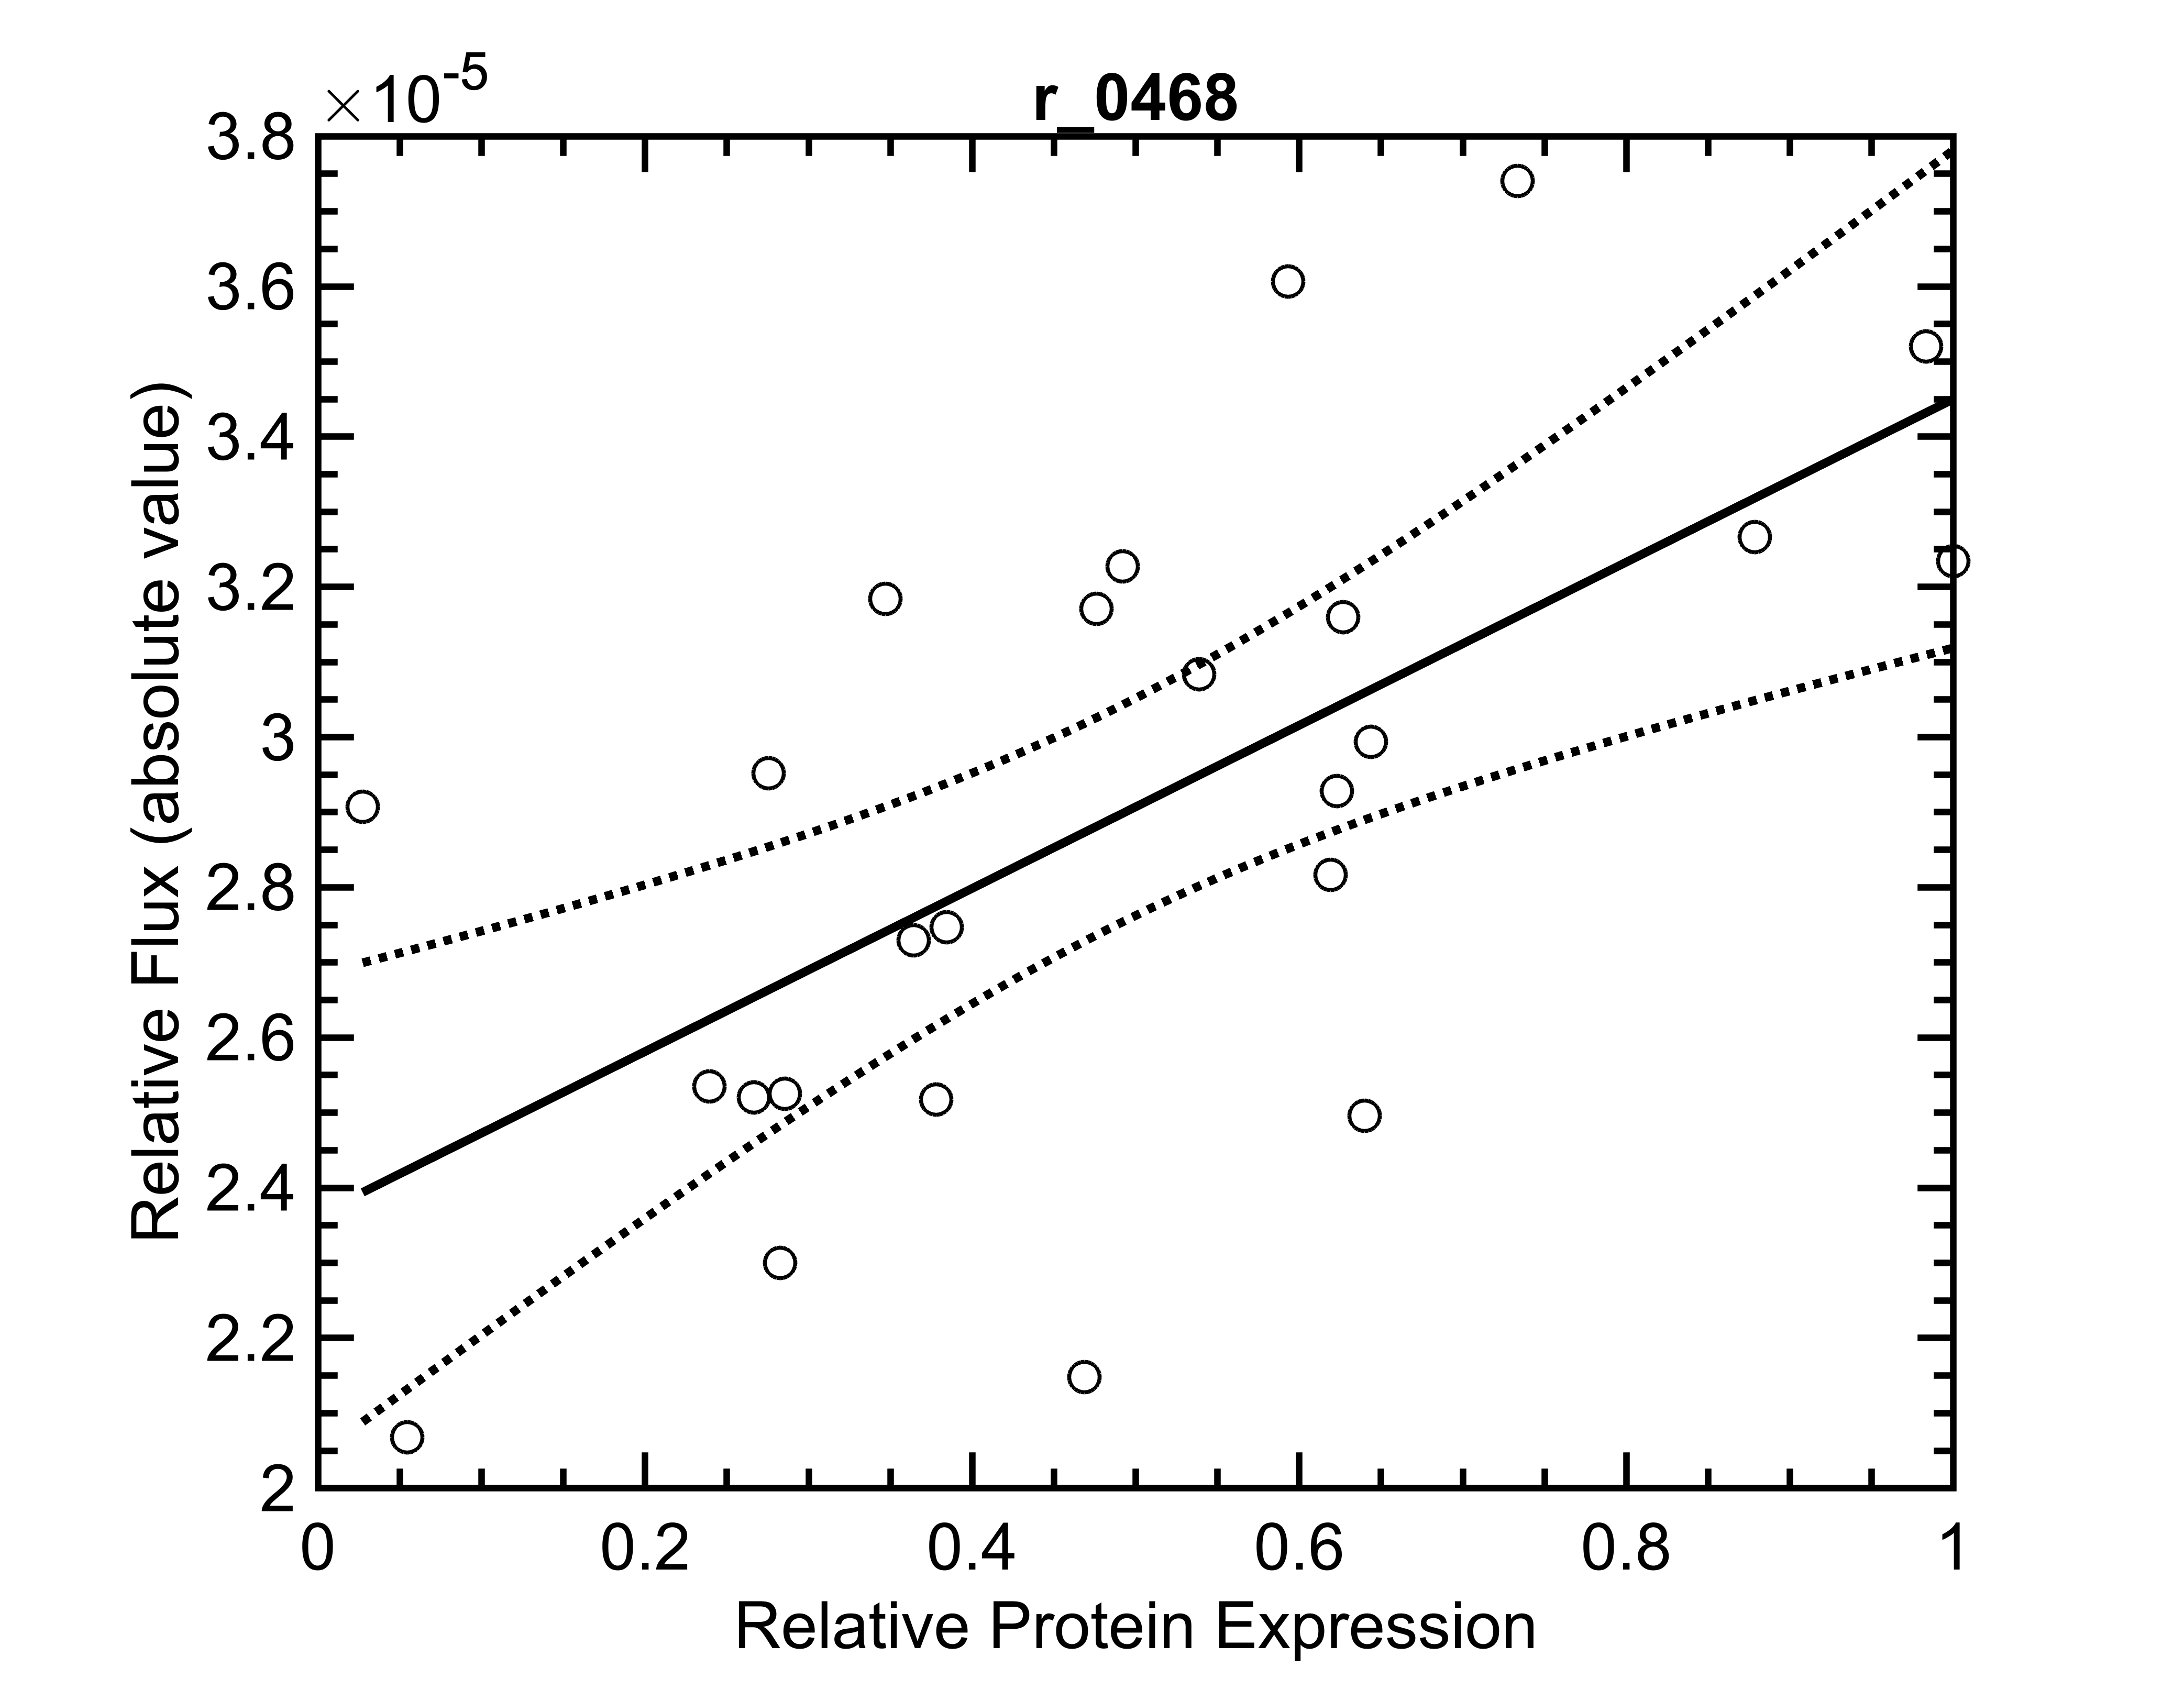 ×10^-5
r_0468
3.8
3.6
3.4
3.2
3
2.8
2.6
2.4
2.2
2
Relative Flux (absolute value)
0 0.2 0.4 0.6 0.8 1
Relative Protein Expression